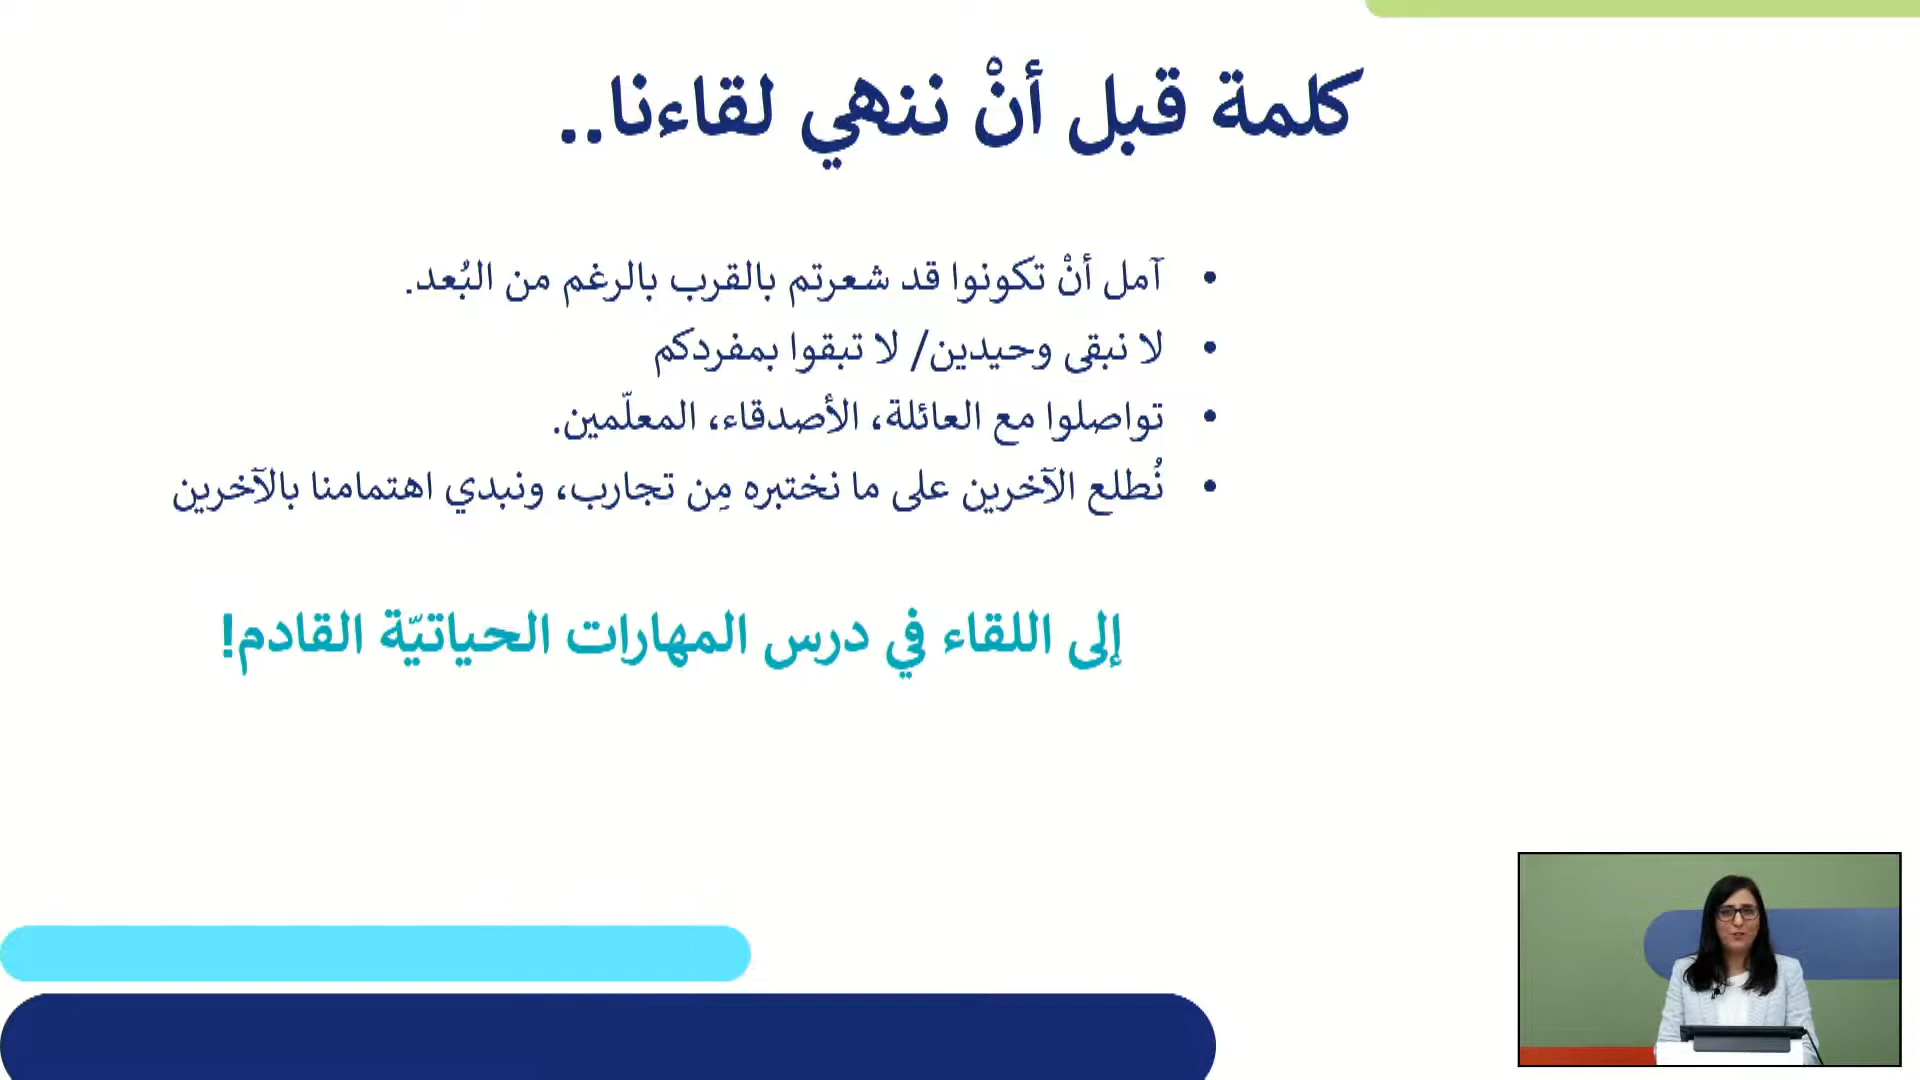 كلمة قبل أنْ ننهي لقاءنا..
• آمل أنْ تكونوا قد شعرتم بالقرب بالرغم من البُعد.
• لا نبقى وحيدين/ لا تبقوا بمفردكم
• تواصلوا مع العائلة، الأصدقاء، المعلّمين.
• نُطلع الآخرين على ما نختبره مِن تجارب، ونبدي اهتمامنا بالآخرين
إلى اللقاء في درس المهارات الحياتيّة القادم!